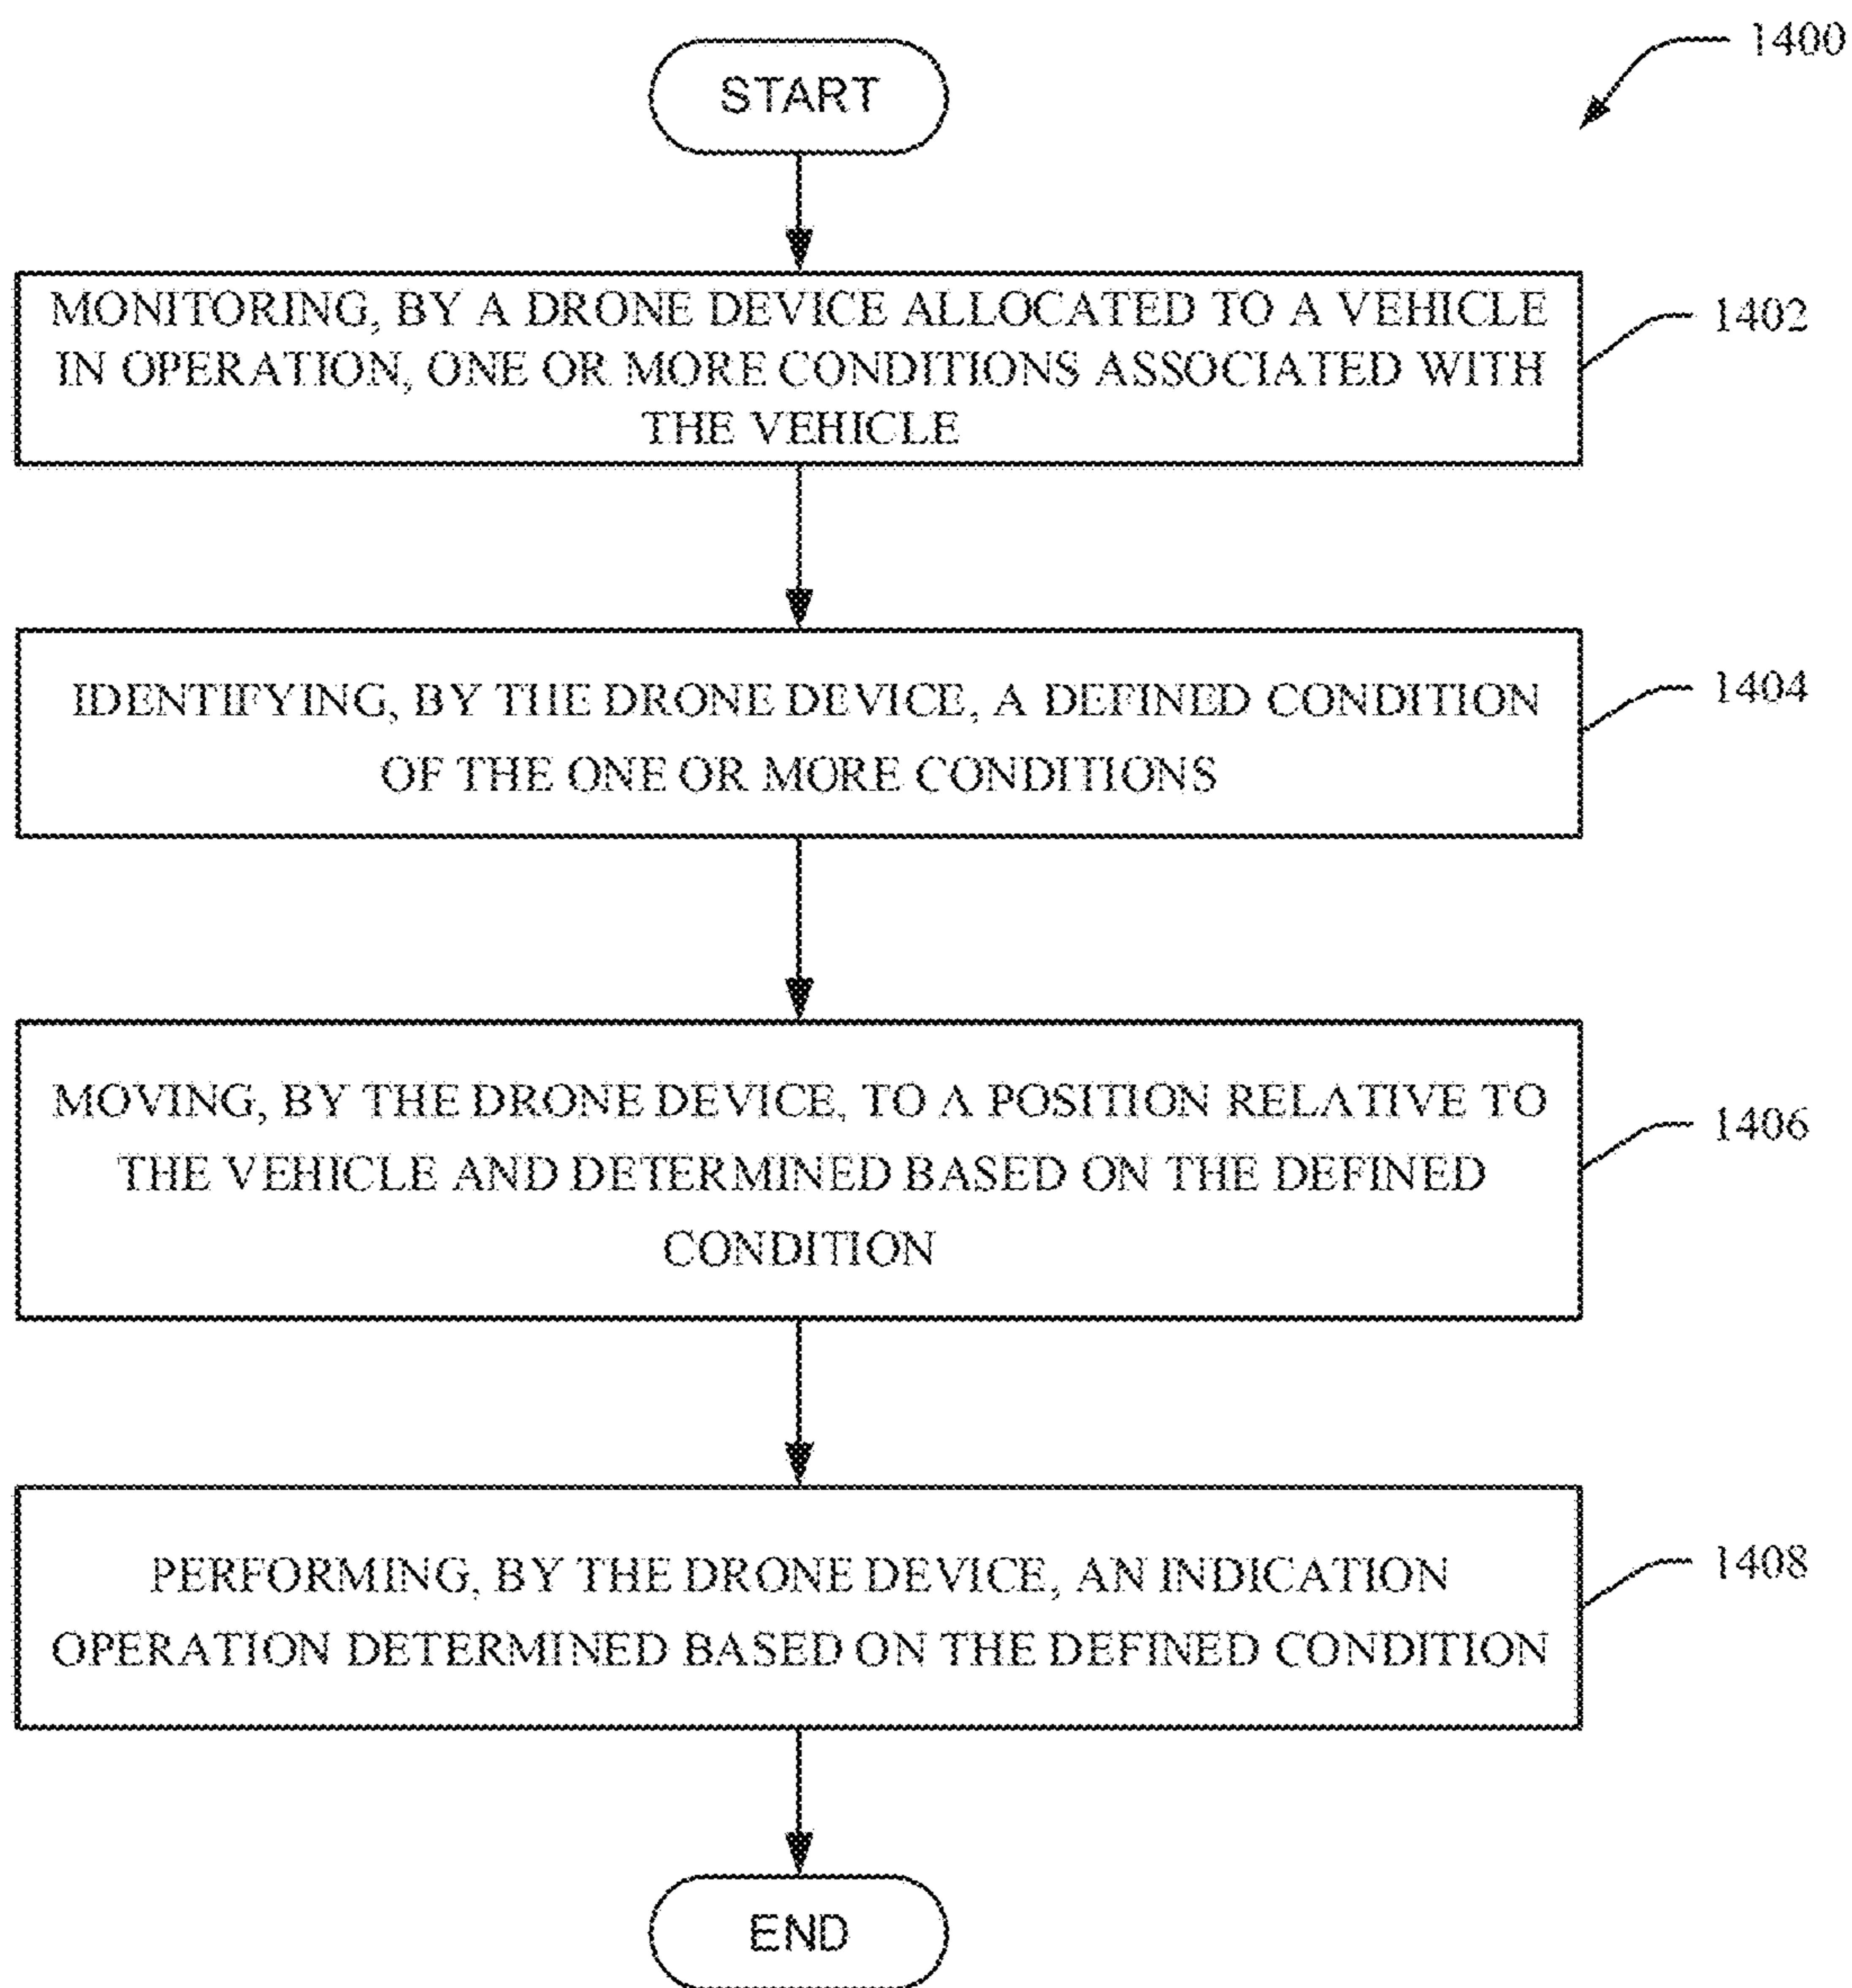 1400
START
MONITORING, BY A DRONE DEVICE ALLOCATED TO A VEHICLE
IN OPERATION, ONE OR MORE CONDITIONS ASSOCIATED WITH
THE VEHICLE
1402
IDENTIFYING, BY THE DRONE DEVICE, A DEFINED CONDITION
OF THE ONE OR MORE CONDITIONS
1404
MOVING, BY THE DRONE DEVICE, TO A POSITION RELATIVE TO
THE VEHICLE AND DETERMINED BASED ON THE DEFINED
CONDITION
1406
PERFORMING, BY THE DRONE DEVICE, AN INDICATION
OPERATION DETERMINED BASED ON THE DEFINED CONDITION
1408
END